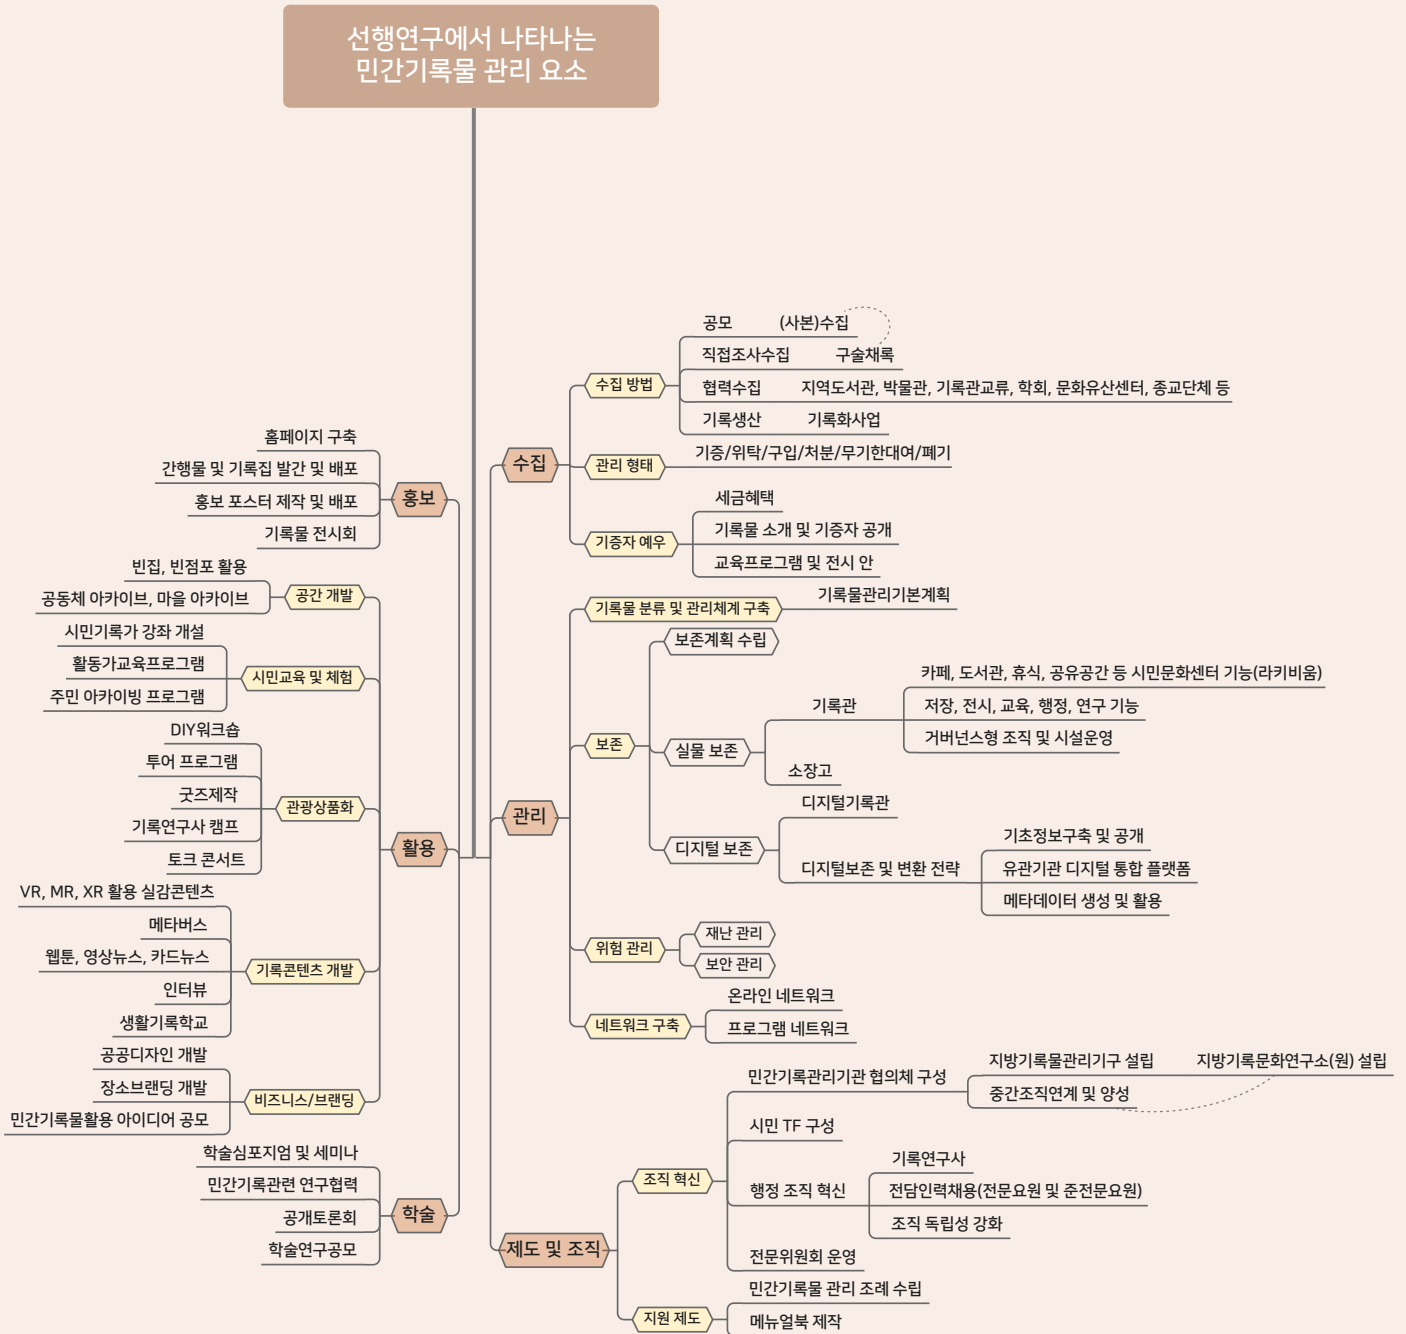 선행연구에서 나타나는
민간기록물 관리 요소
홍보
홈페이지 구축
간행물 및 기록집 발간 및 배포
홍보 포스터 제작 및 배포
기록물 전시회
활용
공간 개발
빈집, 빈점포 활용
공동체 아카이브, 마을 아카이브
시민교육 및 체험
시민기록가 강좌 개설
활동가교육프로그램
주민 아카이빙 프로그램
관광상품화
DIY워크숍
투어 프로그램
굿즈제작
기록연구사 캠프
토크 콘서트
기록콘텐츠 개발
VR, MR, XR 활용 실감콘텐츠
메타버스
웹툰, 영상뉴스, 카드뉴스
인터뷰
생활기록학교
비즈니스/브랜딩
공공디자인 개발
장소브랜딩 개발
민간기록물활용 아이디어 공모
학술
학술심포지엄 및 세미나
민간기록관련 연구협력
공개토론회
학술연구공모
수집
수집 방법
공모 (사본)수집
직접조사수집 구술채록
협력수집 지역도서관, 박물관, 기록관교류, 학회, 문화유산센터, 종교단체 등
기록생산 기록화사업
관리 형태
기증/위탁/구입/처분/무기한대여/폐기
기증자 예우
세금혜택
기록물 소개 및 기증자 공개
교육프로그램 및 전시 안
관리
기록물 분류 및 관리체계 구축
기록물관리기본계획
보존
보존계획 수립
실물 보존
기록관
카페, 도서관, 휴식, 공유공간 등 시민문화센터 기능(라키비움)
저장, 전시, 교육, 행정, 연구 기능
거버넌스형 조직 및 시설운영
소장고
디지털 보존
디지털기록관
디지털보존 및 변환 전략
기초정보구축 및 공개
유관기관 디지털 통합 플랫폼
메타데이터 생성 및 활용
위험 관리
재난 관리
보안 관리
네트워크 구축
온라인 네트워크
프로그램 네트워크
제도 및 조직
조직 혁신
민간기록관리기관 협의체 구성
지방기록물관리기구 설립 지방기록문화연구소(원) 설립
중간조직연계 및 양성
시민 TF 구성
행정 조직 혁신
기록연구사
전담인력채용(전문요원 및 준전문요원)
조직 독립성 강화
전문위원회 운영
지원 제도
민간기록물 관리 조례 수립
메뉴얼북 제작